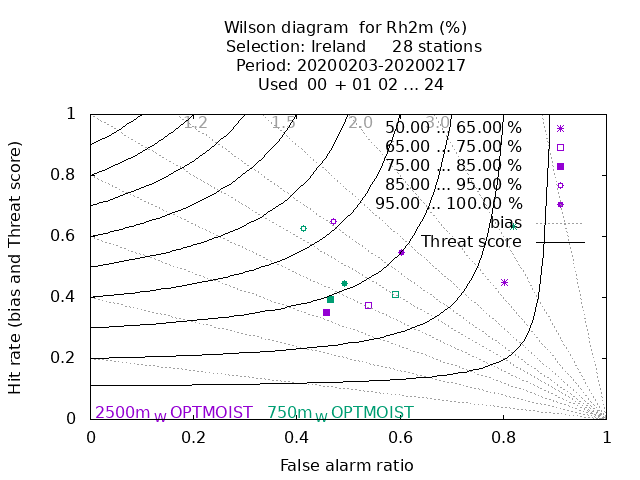 Wilson diagram  for Rh2m (%)
Selection: Ireland     28 stations
Period: 20200203-20200217
Used  00  + 01 02 ... 24
Hit rate (bias and Threat score)
1
0.8
0.6
0.4
0.2
0
1.2
1.5
2.0
3.0
50.00 ... 65.00 %
65.00 ... 75.00 %
75.00 ... 85.00 %
85.00 ... 95.00 %
95.00 ... 100.00 %
bias
Threat score
2500mWOPTMOIST 750mWOPTMOIST
0 0.2 0.4 0.6 0.8 1
False alarm ratio